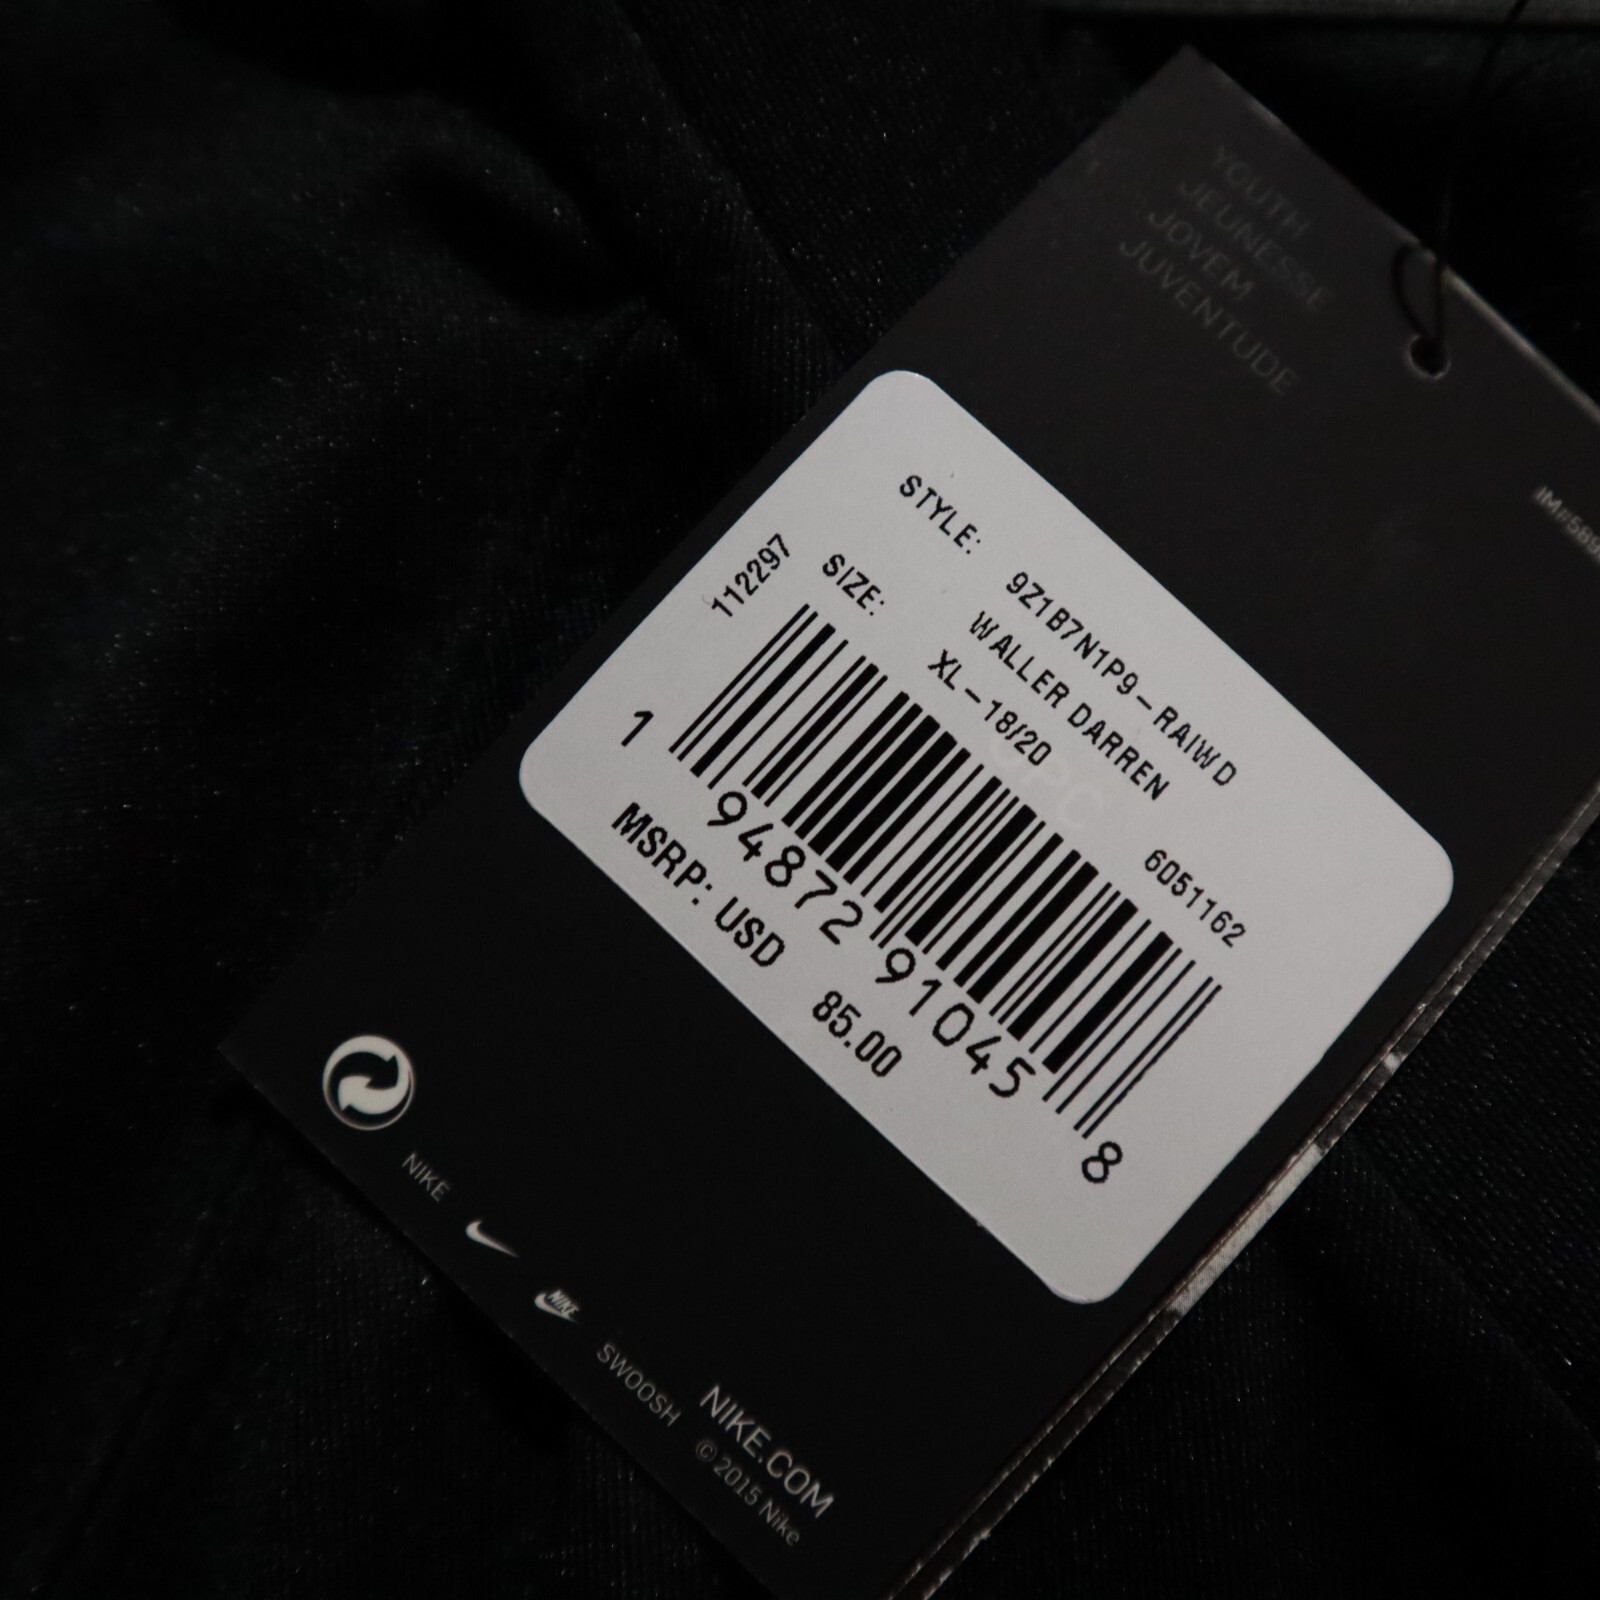 YOUTH
JEUNESSE
JOVEM
JUVENTUDE
STYLE: 9Z1B7N1P9-RAIWD
WALLER DARREN
SIZE: XL-18/20
112297
6051162
1 94872 91045 8
MSRP: USD 85.00
NIKE
NIKE
SWOOSH
NIKE.COM
© 2015 Nike